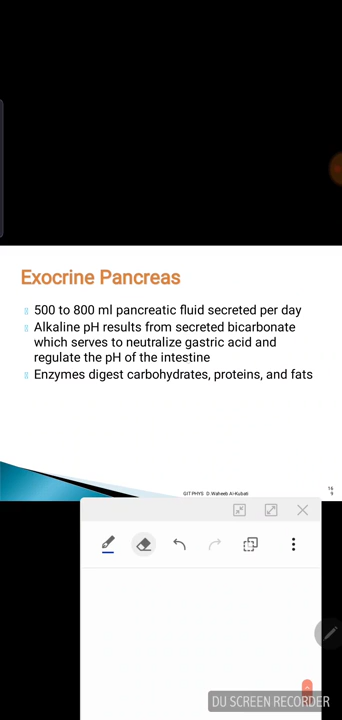 Exocrine Pancreas
500 to 800 ml pancreatic fluid secreted per day
Alkaline pH results from secreted bicarbonate
which serves to neutralize gastric acid and
regulate the pH of the intestine
Enzymes digest carbohydrates, proteins, and fats
GIT PHYS D.Waheeb Al-Kubati
16
9
DU SCREEN RECORDER